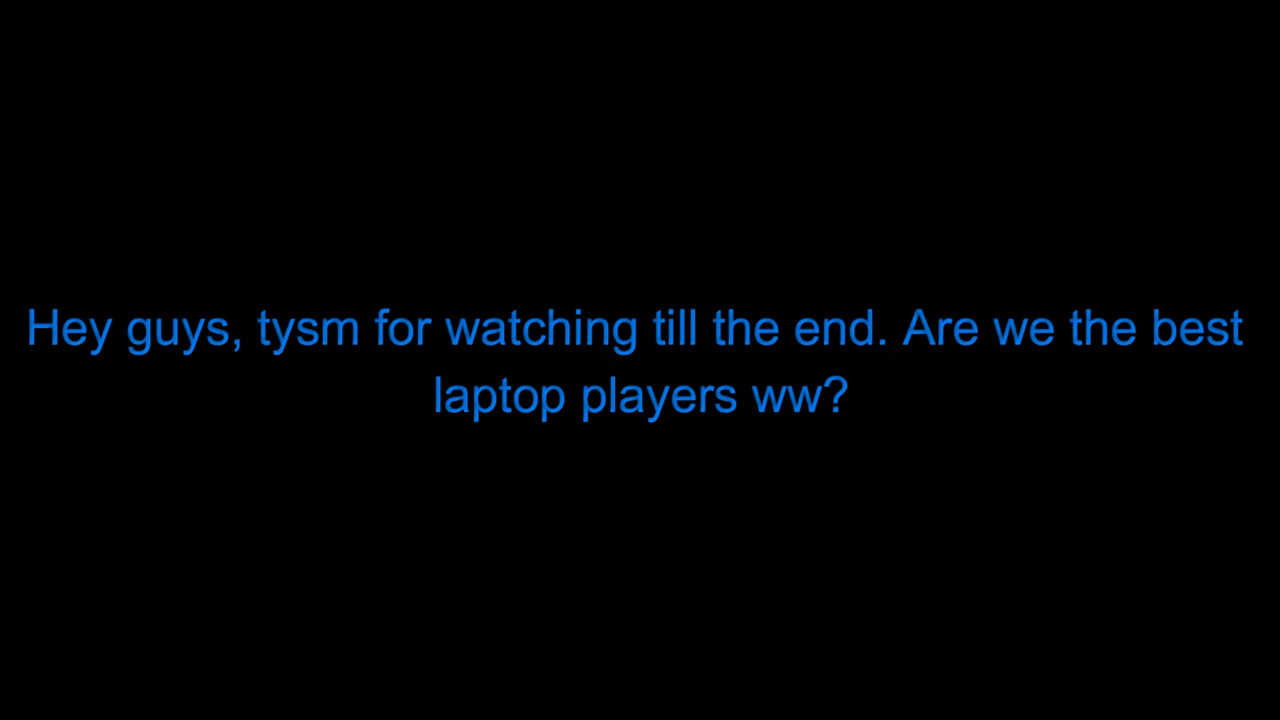 Hey guys, tysm for watching till the end. Are we the best
laptop players ww?